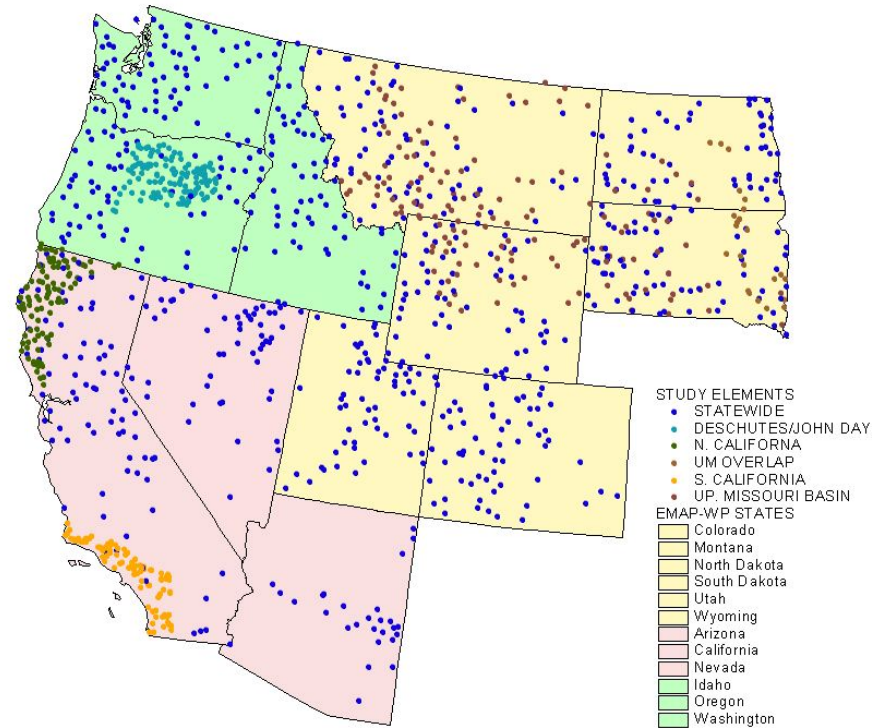 STUDY ELEMENTS
STATEWIDE
DESCHUTES/JOHN DAY
N. CALIFORNA
UM OVERLAP
S. CALIFORNIA
UP. MISSOURI BASIN
EMAP-WP STATES
Colorado
Montana
North Dakota
South Dakota
Utah
Wyoming
Arizona
California
Nevada
Idaho
Oregon
Washington